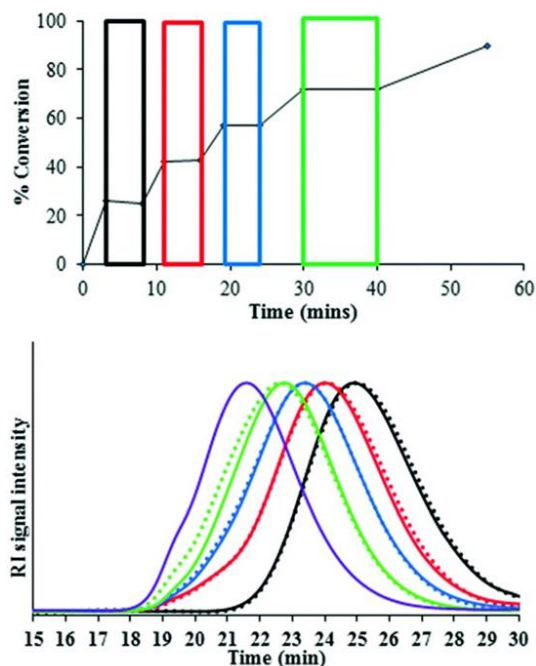 100
80
60
40
20
0
% Conversion
0 10 20 30 40 50 60
Time (mins)
RI signal intensity
15 16 17 18 19 20 21 22 23 24 25 26 27 28 29 30
Time (min)